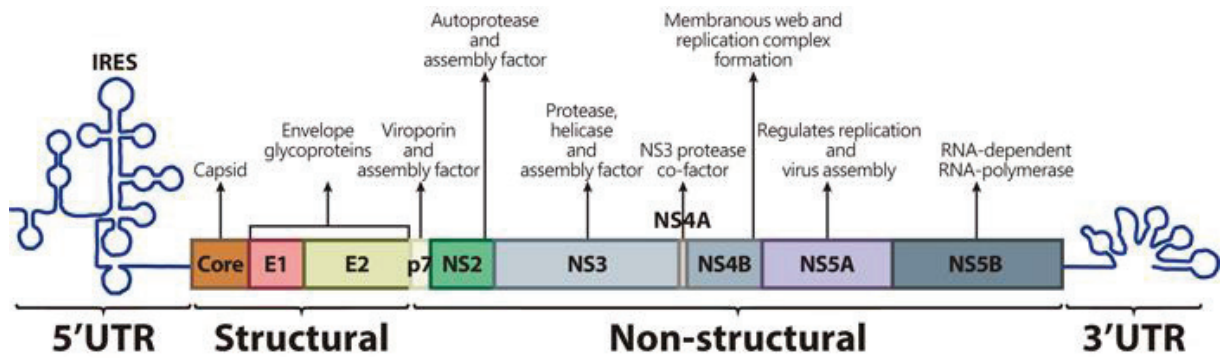 IRES
Capsid
Envelope
glycoproteins
Viroporin
and
assembly factor
Autoprotease
and
assembly factor
Protease,
helicase
and
assembly factor
NS3 protease
co-factor
Membranous web and
replication complex
formation
Regulates replication
and
virus assembly
RNA-dependent
RNA-polymerase
NS4A
Core E1 E2 p7 NS2 NS3 NS4B NS5A NS5B
5'UTR Structural Non-structural 3'UTR